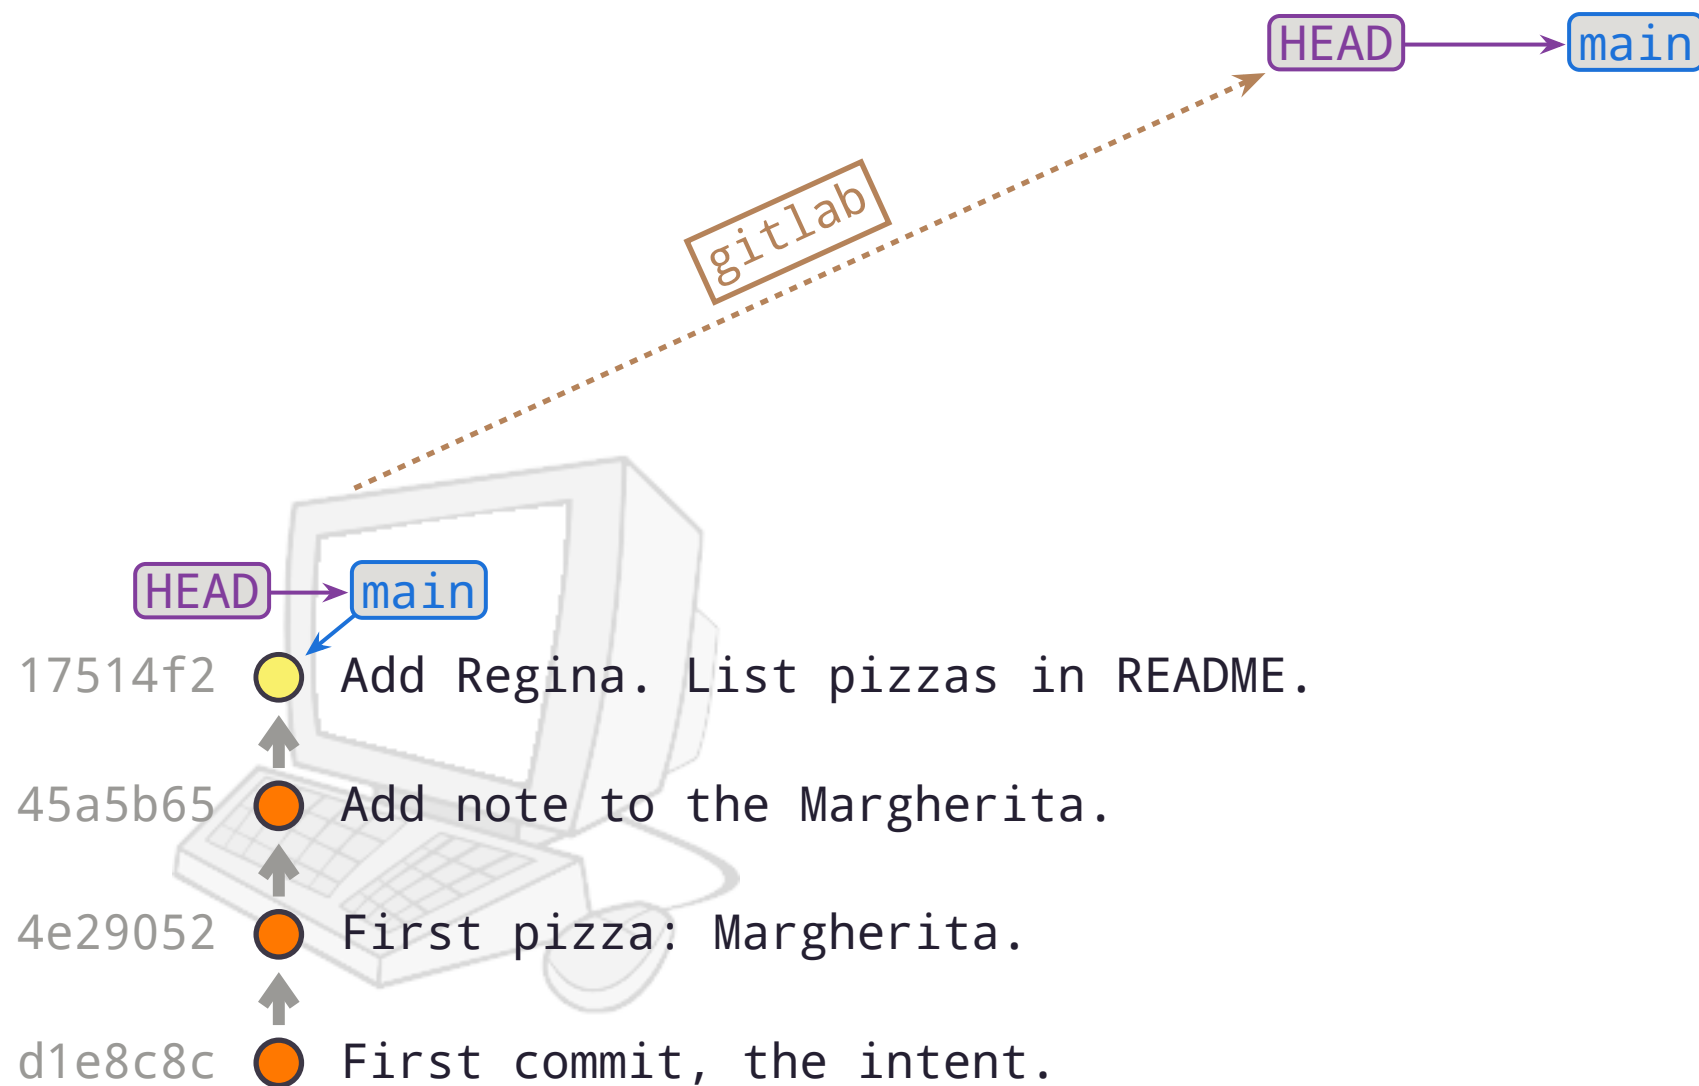 HEAD main
gitlab
HEAD main
17514f2 Add Regina. List pizzas in README.
45a5b65 Add note to the Margherita.
4e29052 First pizza: Margherita.
d1e8c8c First commit, the intent.